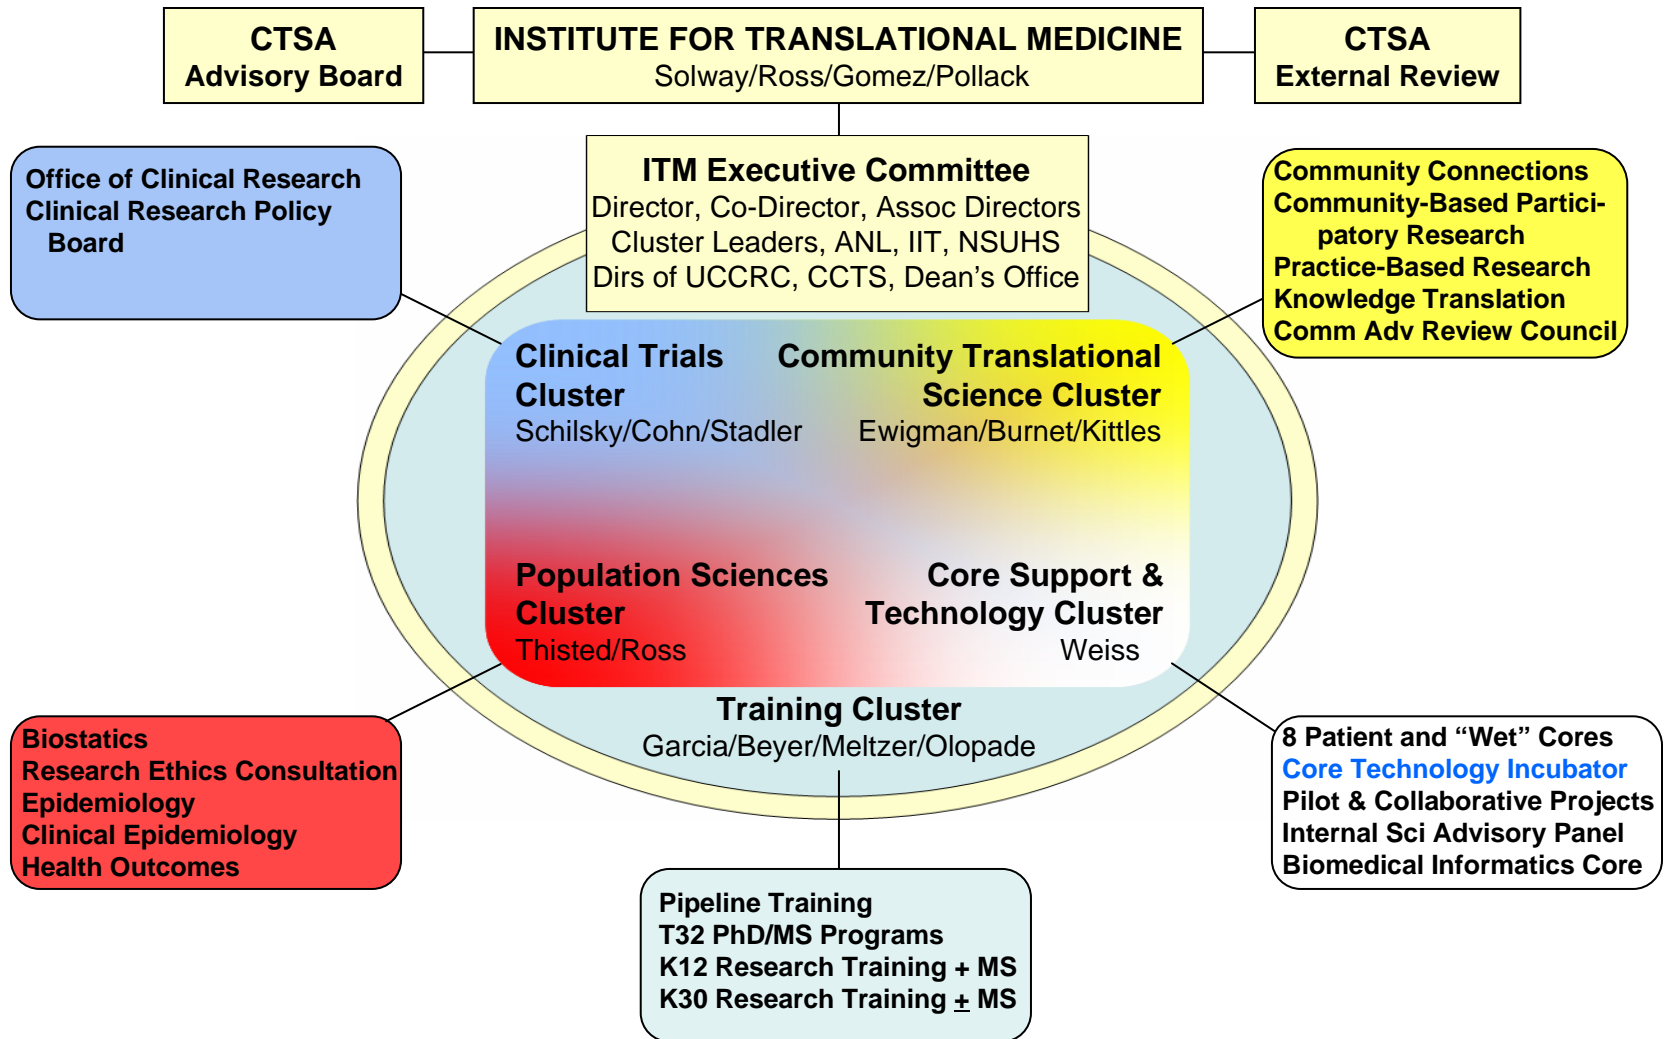 CTSA
Advisory Board
INSTITUTE FOR TRANSLATIONAL MEDICINE
Solway/Ross/Gomez/Pollack
CTSA
External Review
ITM Executive Committee
Director, Co-Director, Assoc Directors
Cluster Leaders, ANL, IIT, NSUHS
Dirs of UCCRC, CCTS, Dean’s Office
Office of Clinical Research
Clinical Research Policy
Board
Community Connections
Community-Based Partici-
patory Research
Practice-Based Research
Knowledge Translation
Comm Adv Review Council
Clinical Trials
Cluster
Schilsky/Cohn/Stadler
Community Translational
Science Cluster
Ewigman/Burnet/Kittles
Population Sciences
Cluster
Thisted/Ross
Core Support &
Technology Cluster
Weiss
Training Cluster
Garcia/Beyer/Meltzer/Olopade
Biostatics
Research Ethics Consultation
Epidemiology
Clinical Epidemiology
Health Outcomes
8 Patient and “Wet” Cores
Core Technology Incubator
Pilot & Collaborative Projects
Internal Sci Advisory Panel
Biomedical Informatics Core
Pipeline Training
T32 PhD/MS Programs
K12 Research Training + MS
K30 Research Training ± MS